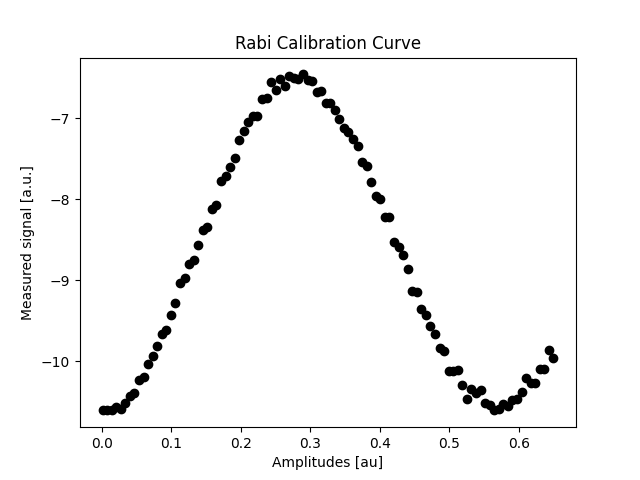 Rabi Calibration Curve
Measured signal [a.u.]
−7
−8
−9
−10
0.0 0.1 0.2 0.3 0.4 0.5 0.6
Amplitudes [au]